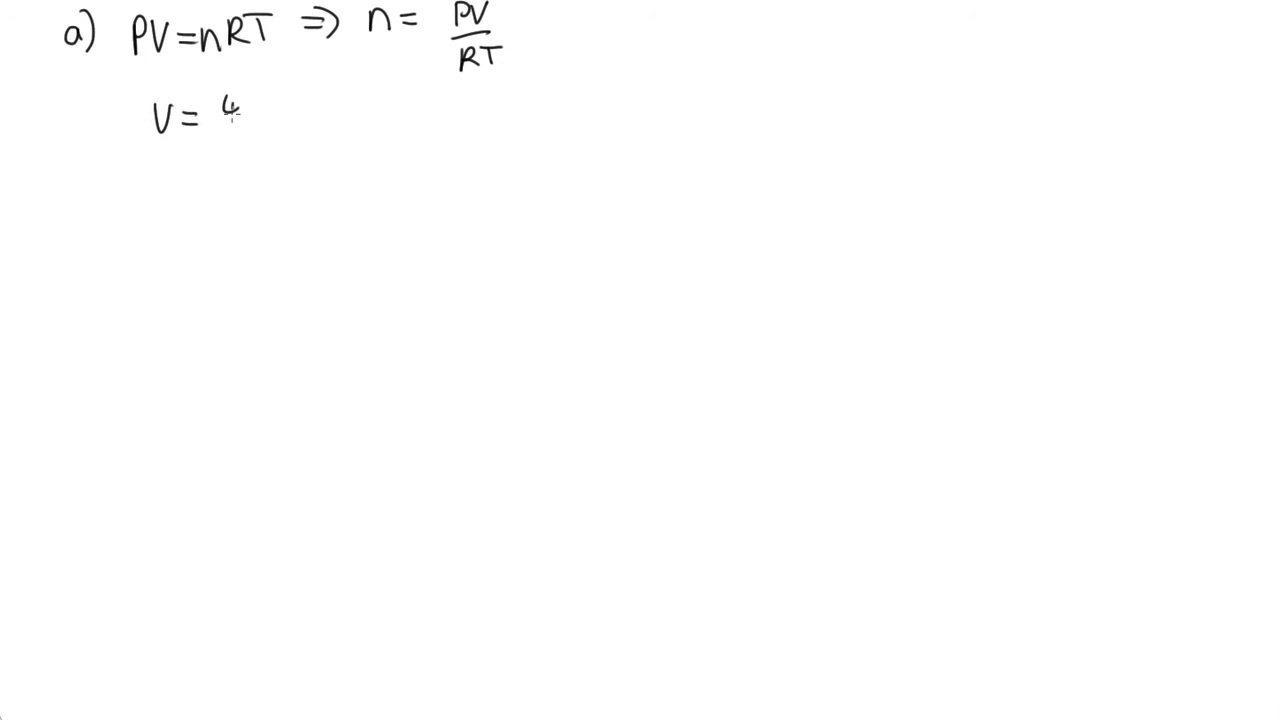 a) PV=nRT ⇒ n= PV/RT
V= 4